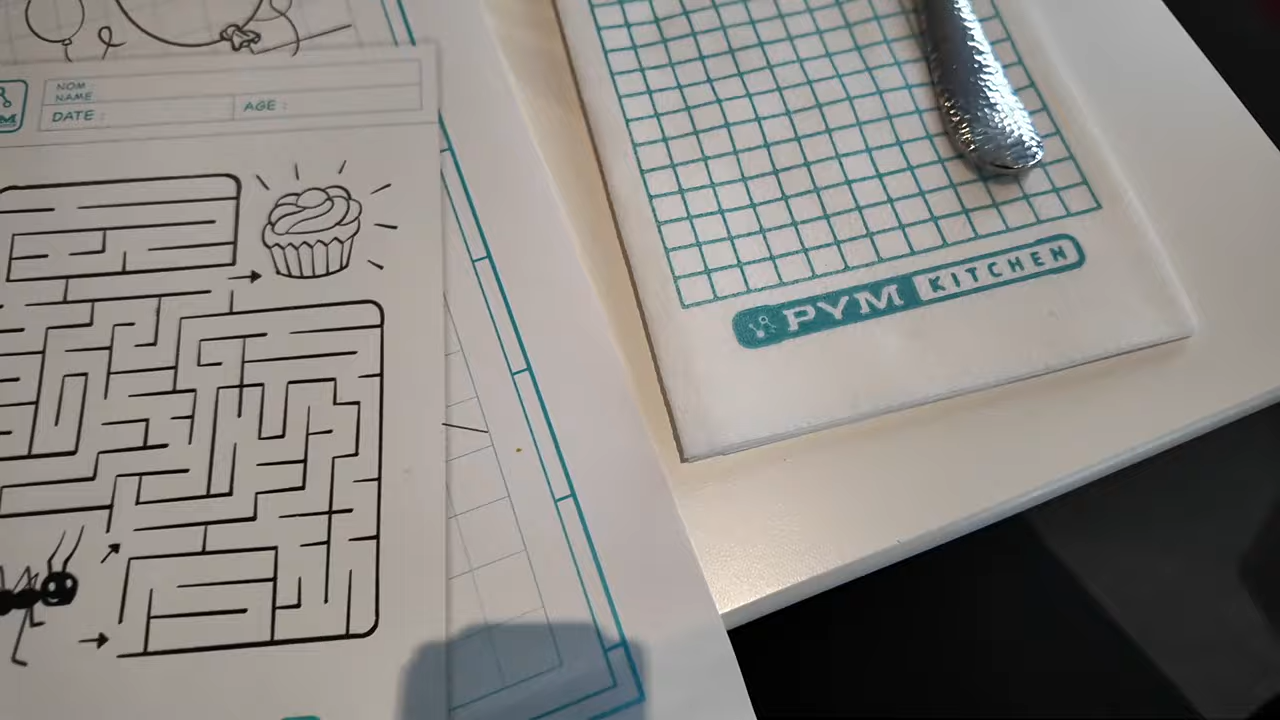 NOM
NAME
DATE :
AGE :
PYM KITCHEN